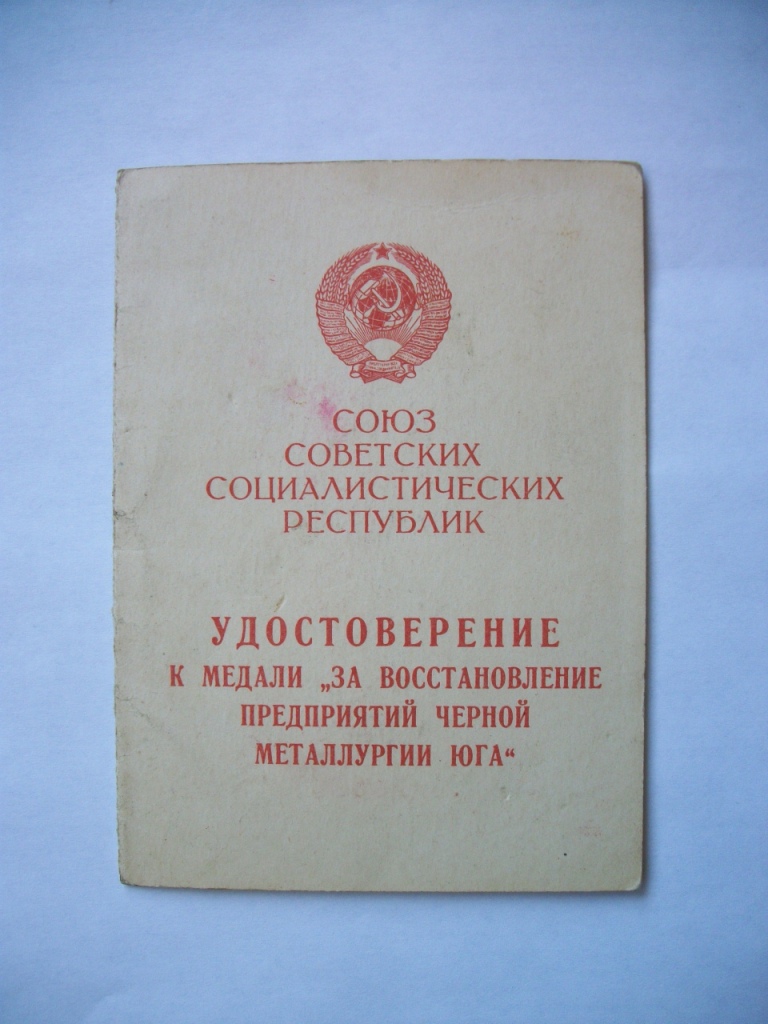 СОЮЗ
СОВЕТСКИХ
СОЦИАЛИСТИЧЕСКИХ
РЕСПУБЛИК
УДОСТОВЕРЕНИЕ
К МЕДАЛИ „ЗА ВОССТАНОВЛЕНИЕ
ПРЕДПРИЯТИЙ ЧЕРНОЙ
МЕТАЛЛУРГИИ ЮГА“